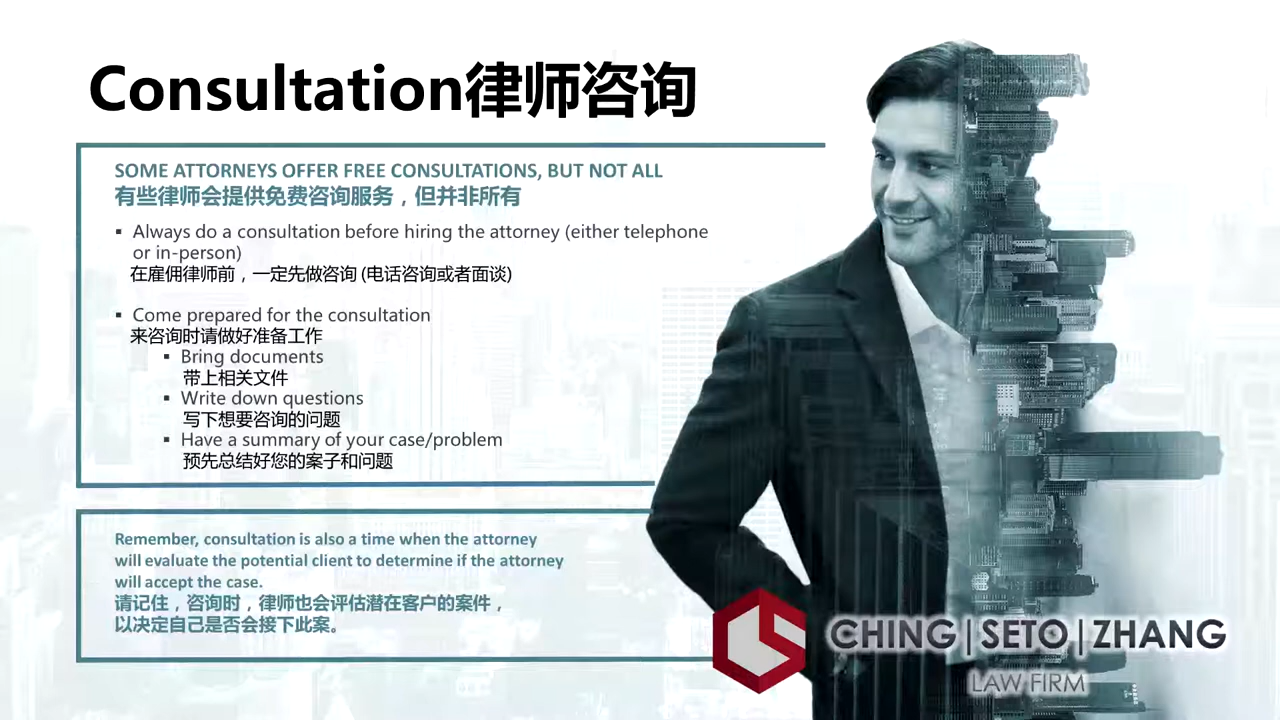 Consultation律师咨询
SOME ATTORNEYS OFFER FREE CONSULTATIONS, BUT NOT ALL
有些律师会提供免费咨询服务，但并非所有
▪ Always do a consultation before hiring the attorney (either telephone
or in-person)
在雇佣律师前，一定先做咨询 (电话咨询或者面谈)
▪ Come prepared for the consultation
来咨询时请做好准备工作
▪ Bring documents
带上相关文件
▪ Write down questions
写下想要咨询的问题
▪ Have a summary of your case/problem
预先总结好您的案子和问题
Remember, consultation is also a time when the attorney
will evaluate the potential client to determine if the attorney
will accept the case.
请记住，咨询时，律师也会评估潜在客户的案件，
以决定自己是否会接下此案。
CHING|SETO|ZHANG
LAW FIRM